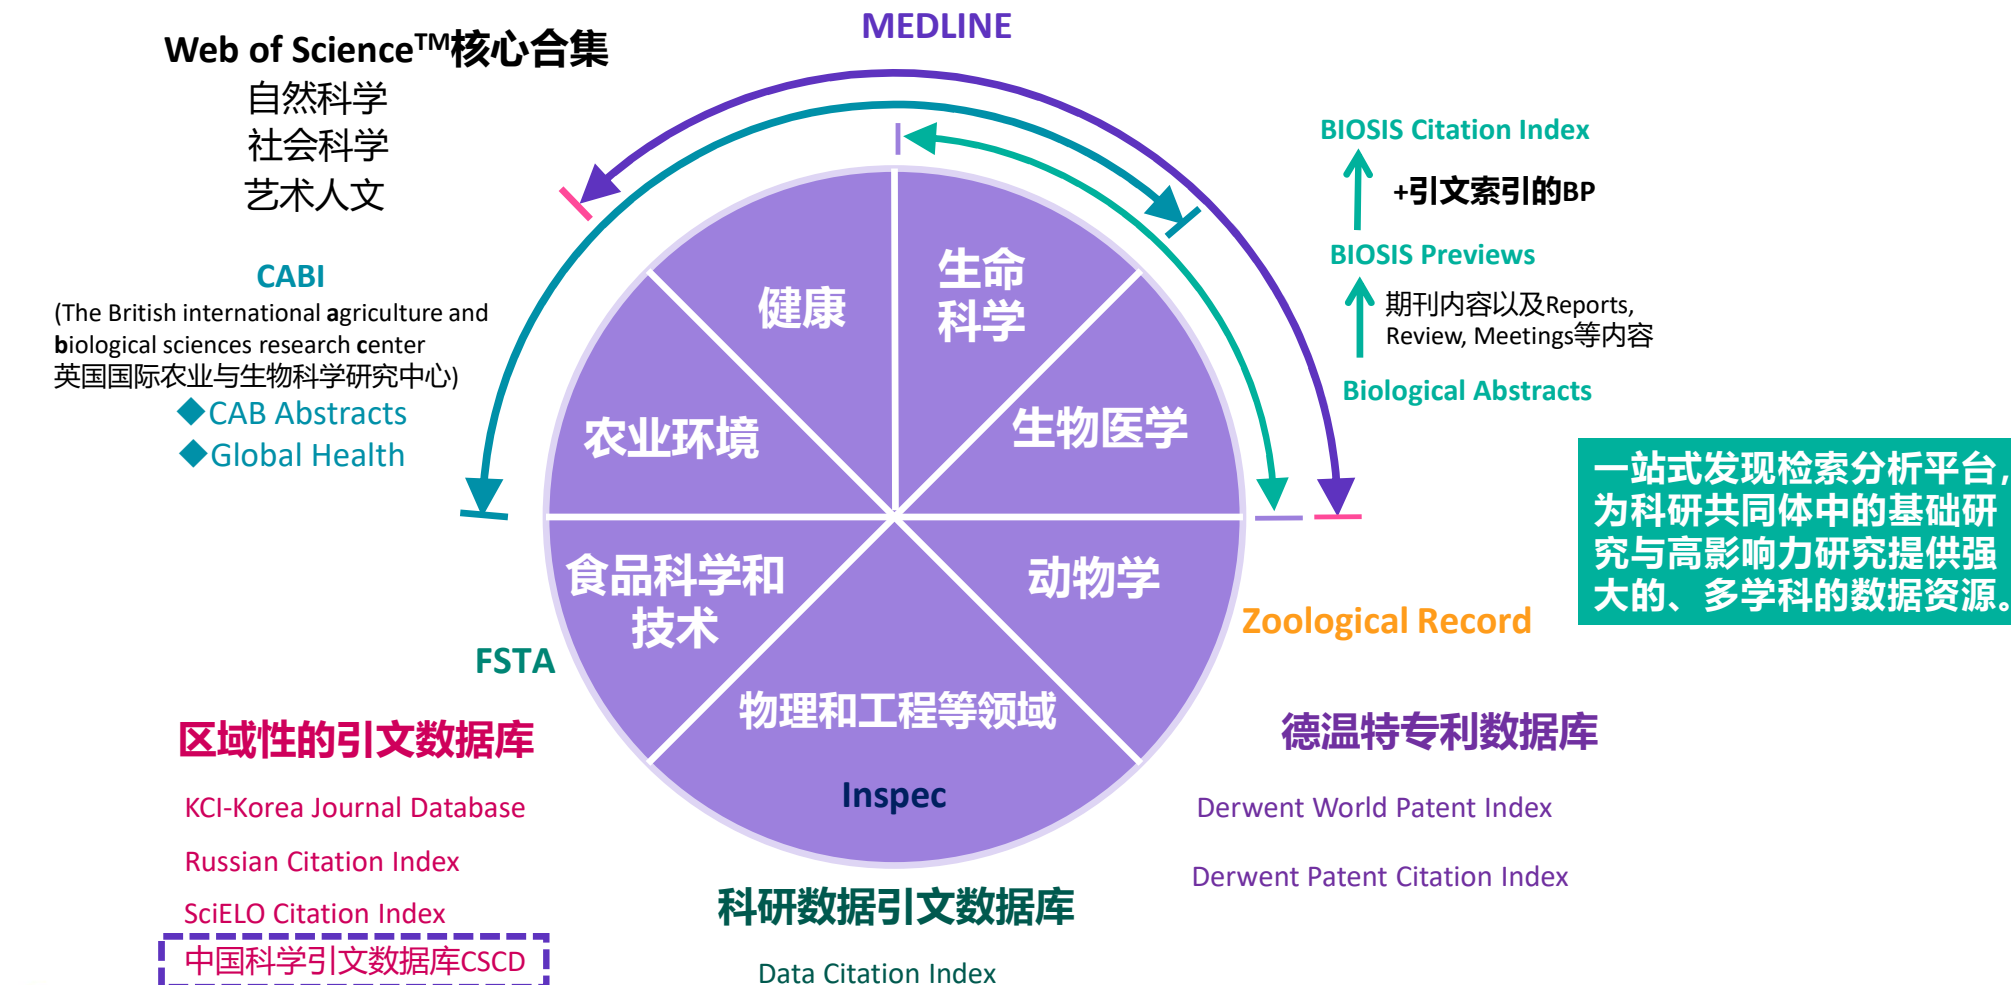 MEDLINE
Web of Science™核心合集
自然科学
社会科学
艺术人文
CABI
(The British international agriculture and
biological sciences research center
英国国际农业与生物科学研究中心)
◆CAB Abstracts
◆Global Health
BIOSIS Citation Index
+引文索引的BP
BIOSIS Previews
期刊内容以及Reports,
Review, Meetings等内容
Biological Abstracts
健康
生命
科学
农业环境
生物医学
食品科学和
技术
动物学
物理和工程等领域
Inspec
一站式发现检索分析平台,
为科研共同体中的基础研
究与高影响力研究提供强
大的、多学科的数据资源。
Zoological Record
FSTA
区域性的引文数据库
KCI-Korea Journal Database
Russian Citation Index
SciELO Citation Index
中国科学引文数据库CSCD
科研数据引文数据库
Data Citation Index
德温特专利数据库
Derwent World Patent Index
Derwent Patent Citation Index